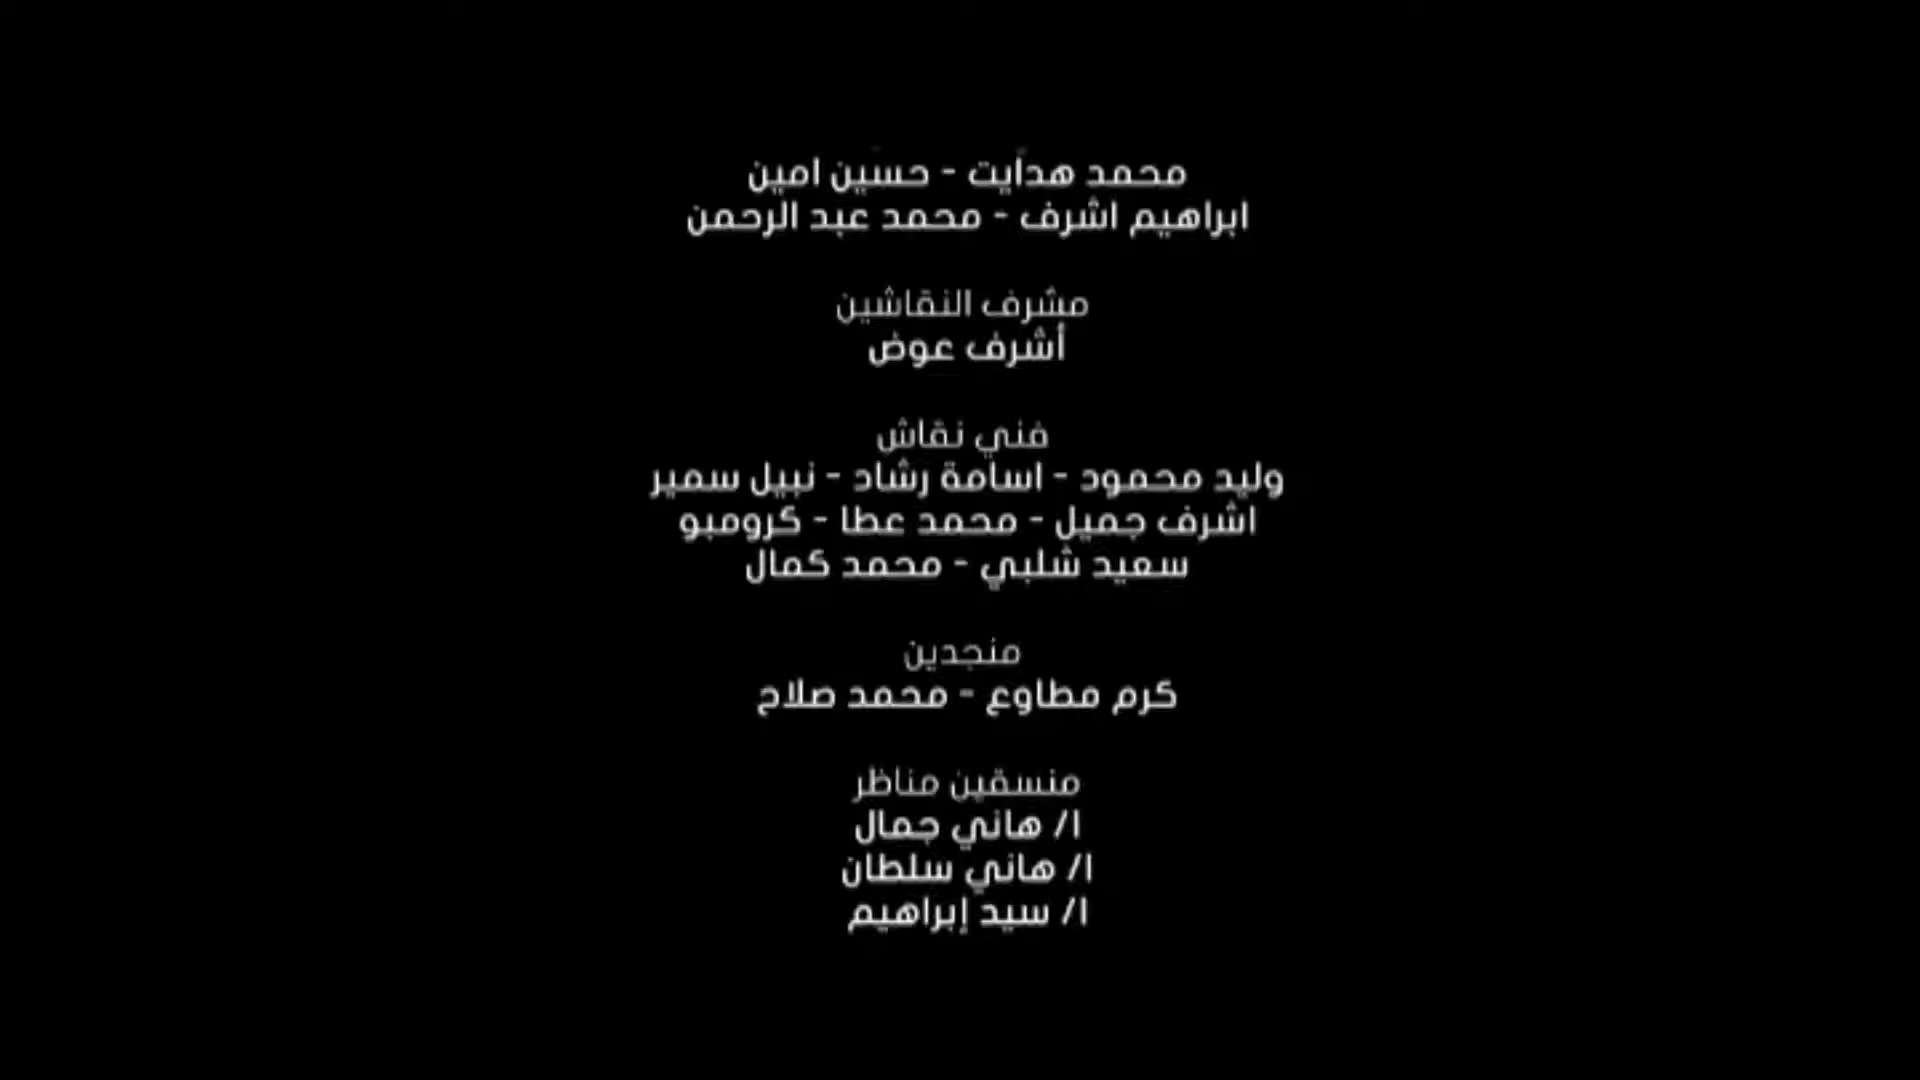 محمد هدايت - حسين امين
ابراهيم اشرف - محمد عبد الرحمن
مشرف النقاشين
أشرف عوض
فني نقاش
وليد محمود - اسامة رشاد - نبيل سمير
اشرف جميل - محمد عطا - كرومبو
سعيد شلبي - محمد كمال
منجدين
كرم مطاوع - محمد صلاح
منسقين مناظر
ا/ هاني جمال
ا/ هاني سلطان
ا/ سيد إبراهيم